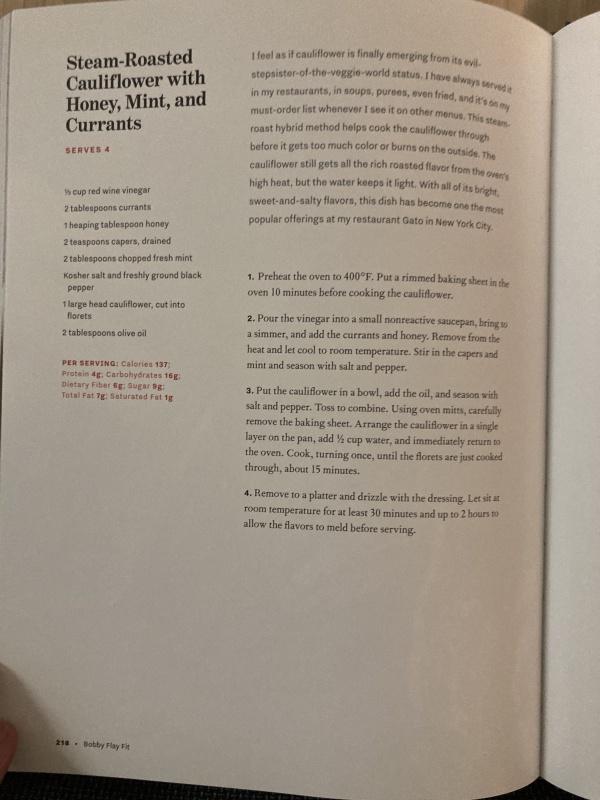 Steam-Roasted
Cauliflower with
Honey, Mint, and
Currants
SERVES 4
½ cup red wine vinegar
2 tablespoons currants
1 heaping tablespoon honey
2 teaspoons capers, drained
2 tablespoons chopped fresh mint
Kosher salt and freshly ground black
pepper
1 large head cauliflower, cut into
florets
2 tablespoons olive oil
PER SERVING: Calories 137;
Protein 4g; Carbohydrates 16g;
Dietary Fiber 6g; Sugar 9g;
Total Fat 7g; Saturated Fat 1g
I feel as if cauliflower is finally emerging from its evil-
stepsister-of-the-veggie-world status. I have always served it
in my restaurants, in soups, purees, even fried, and it's on my
must-order list whenever I see it on other menus. This steam-
roast hybrid method helps cook the cauliflower through
before it gets too much color or burns on the outside. The
cauliflower still gets all the rich roasted flavor from the oven's
high heat, but the water keeps it light. With all of its bright,
sweet-and-salty flavors, this dish has become one the most
popular offerings at my restaurant Gato in New York City.
1. Preheat the oven to 400°F. Put a rimmed baking sheet in the
oven 10 minutes before cooking the cauliflower.
2. Pour the vinegar into a small nonreactive saucepan, bring to
a simmer, and add the currants and honey. Remove from the
heat and let cool to room temperature. Stir in the capers and
mint and season with salt and pepper.
3. Put the cauliflower in a bowl, add the oil, and season with
salt and pepper. Toss to combine. Using oven mitts, carefully
remove the baking sheet. Arrange the cauliflower in a single
layer on the pan, add ½ cup water, and immediately return to
the oven. Cook, turning once, until the florets are just cooked
through, about 15 minutes.
4. Remove to a platter and drizzle with the dressing. Let sit at
room temperature for at least 30 minutes and up to 2 hours to
allow the flavors to meld before serving.
218 • Bobby Flay Fit